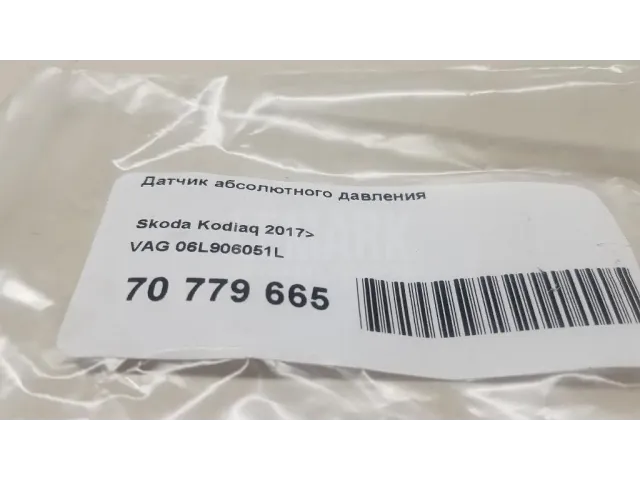 Датчик абсолютного давления
Skoda Kodiaq 2017>
VAG 06L906051L
70 779 665